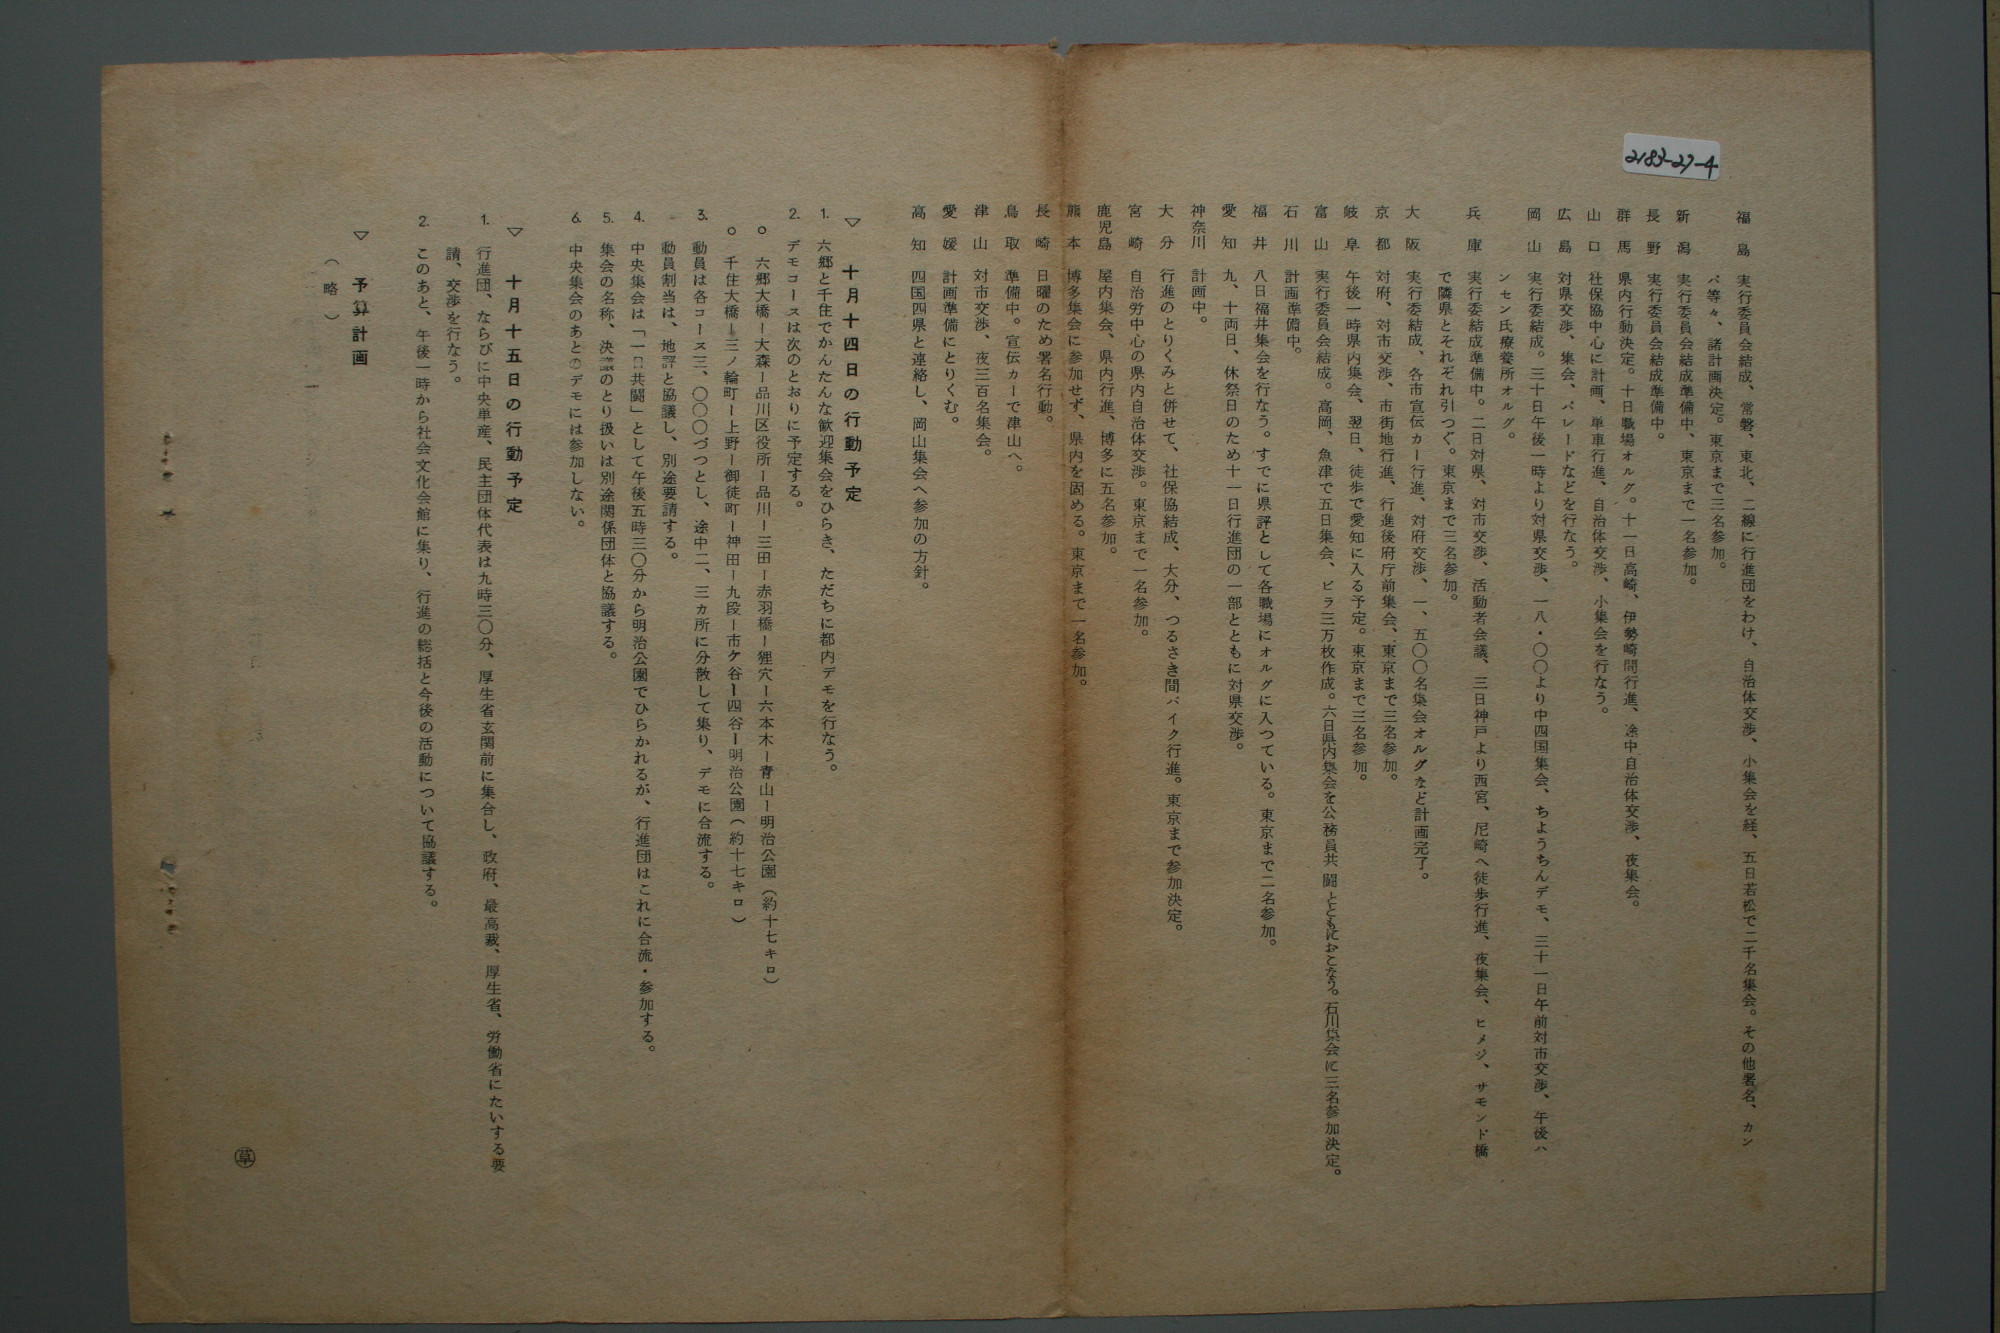 2183-27-4
福島　実行委員会結成、常磐、東北、二線に行進団をわけ、自治体交渉、小集会を経、五日若松で二千名集会。その他署名、カン
パ等々、諸計画決定。東京まで三名参加。
新潟　実行委員会結成準備中、東京まで一名参加。
長野　実行委員会結成準備中。
群馬　県内行動決定。十日職場オルグ。十一日高崎、伊勢崎間行進、途中自治体交渉、夜集会。
山口　社保協中心に計画、単車行進、自治体交渉、小集会を行なう。
広島　対県交渉、集会、パレードなどを行なう。
岡山　実行委結成。三十日午後一時より対県交渉、一八・〇〇より中四国集会、ちようちんデモ、三十一日午前対市交渉、午後ハ
ンセン氏療養所オルグ。
兵庫　実行委結成準備中。二日対県、対市交渉、活動者会議、三日神戸より西宮、尼崎へ徒歩行進、夜集会、ヒメジ、サモンド橋
で隣県とそれぞれ引つぐ。東京まで三名参加。
大阪　実行委結成、各市宣伝カー行進、対府交渉、一、五〇〇名集会オルグなど計画完了。
京都　対府、対市交渉、市街地行進、行進後府庁前集会、東京まで三名参加。
岐阜　午後一時県内集会、翌日、徒歩で愛知に入る予定。東京まで三名参加。
富山　実行委員会結成。高岡、魚津で五日集会、ビラ三万枚作成。六日県内集会を公務員共闘とともにおこなう。石川集会に三名参加決定。
石川　計画準備中。
福井　八日福井集会を行なう。すでに県評として各職場にオルグに入つている。東京まで二名参加。
愛知　九、十両日、休祭日のため十一日行進団の一部とともに対県交渉。
神奈川　計画中。
大分　行進のとりくみと併せて、社保協結成、大分、つるさき間バイク行進。東京まで参加決定。
宮崎　自治労中心の県内自治体交渉。東京まで一名参加。
鹿児島　屋内集会、県内行進、博多に五名参加。
熊本　博多集会に参加せず、県内を固める。東京まで一名参加。
長崎　日曜のため署名行動。
鳥取　準備中。宣伝カーで津山へ。
津山　対市交渉、夜三百名集会。
愛媛　計画準備にとりくむ。
高知　四国四県と連絡し、岡山集会へ参加の方針。
▽　十月十四日の行動予定
1.　六郷と千住でかんたんな歓迎集会をひらき、ただちに都内デモを行なう。
2.　デモコースは次のとおりに予定する。
○　六郷大橋ー大森ー品川区役所ー品川ー三田ー赤羽橋ー狸穴ー六本木ー青山ー明治公園（約十七キロ）
○　千住大橋ー三ノ輪町ー上野ー御徒町ー神田ー九段ー市ケ谷ー四谷ー明治公園（約十七キロ）
3.　動員は各コース三、〇〇〇づつとし、途中二、三カ所に分散して集り、デモに合流する。
動員割当は、地評と協議し、別途要請する。
4.　中央集会は「一日共闘」として午後五時三〇分から明治公園でひらかれるが、行進団はこれに合流・参加する。
5.　集会の名称、決議のとり扱いは別途関係団体と協議する。
6.　中央集会のあとのデモには参加しない。
▽　十月十五日の行動予定
1.　行進団、ならびに中央単産、民主団体代表は九時三〇分、厚生省玄関前に集合し、政府、最高裁、厚生省、労働省にたいする要
請、交渉を行なう。
2.　このあと、午後一時から社会文化会館に集り、行進の総括と今後の活動について協議する。
▽　予算計画
（略）
草